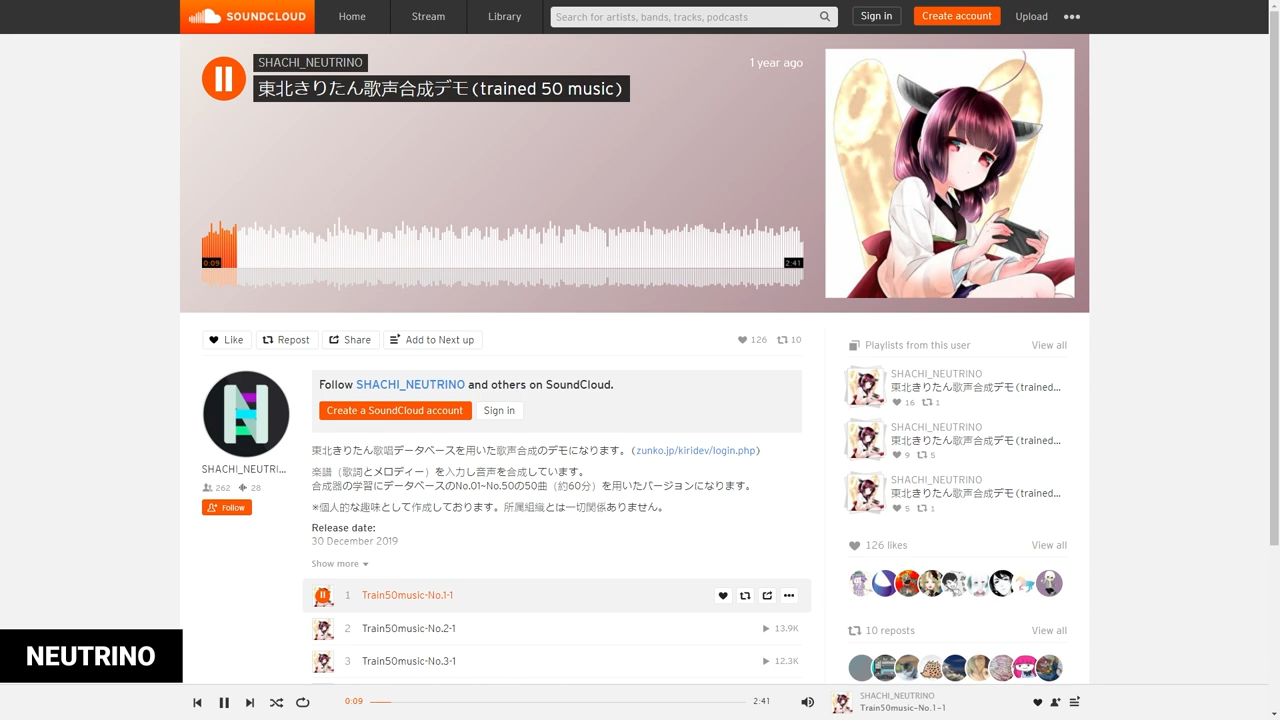 SOUNDCLOUD
Home
Stream
Library
Search for artists, bands, tracks, podcasts
Sign in
Create account
Upload
SHACHI_NEUTRINO
1 year ago
東北きりたん歌声合成デモ(trained 50 music)
0:09
2:41
Like
Repost
Share
Add to Next up
126
10
Follow SHACHI_NEUTRINO and others on SoundCloud.
Create a SoundCloud account
Sign in
SHACHI_NEUTRI...
262
28
Follow
東北きりたん歌唱データベースを用いた歌声合成のデモになります。(zunko.jp/kiridev/login.php)
楽譜（歌詞とメロディー）を入力し音声を合成しています。
合成器の学習にデータベースのNo.01~No.50の50曲（約60分）を用いたバージョンになります。
※個人的な趣味として作成しております。所属組織とは一切関係ありません。
Release date:
30 December 2019
Show more
1 Train50music-No.1-1
2 Train50music-No.2-1
13.9K
3 Train50music-No.3-1
12.3K
Playlists from this user
View all
SHACHI_NEUTRINO
東北きりたん歌声合成デモ(trained...
16
1
SHACHI_NEUTRINO
東北きりたん歌声合成デモ(trained...
9
5
SHACHI_NEUTRINO
東北きりたん歌声合成デモ(trained...
5
1
126 likes
View all
10 reposts
View all
NEUTRINO
0:09
2:41
SHACHI_NEUTRINO
Train50music-No.1-1